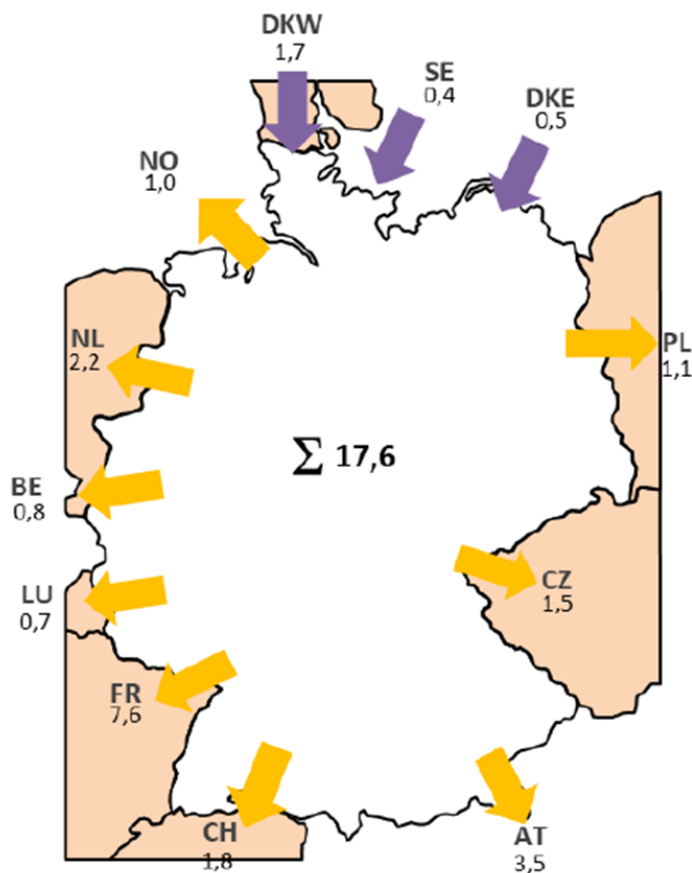 DKW
1,7
SE
0,4
DKE
0,5
NO
1,0
NL
2,2
PL
1,1
Σ 17,6
BE
0,8
CZ
1,5
LU
0,7
FR
7,6
CH
1,8
AT
3,5